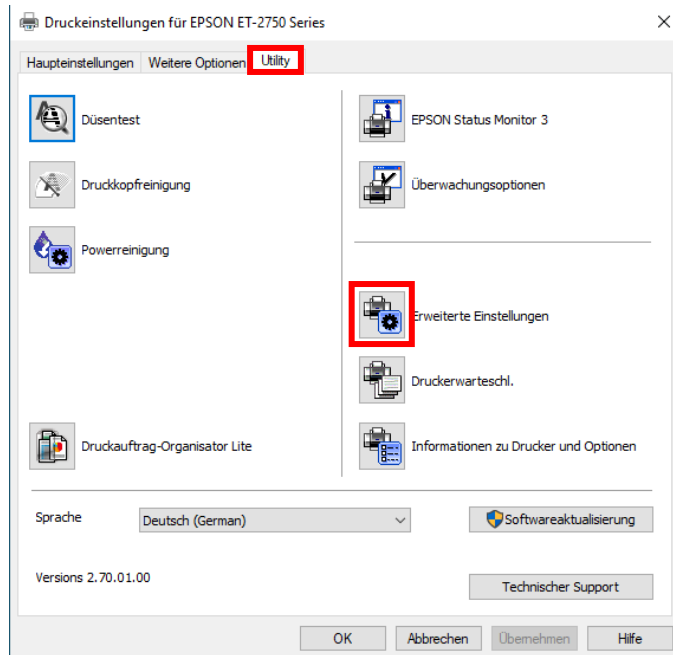 Druckeinstellungen für EPSON ET-2750 Series
Haupteinstellungen Weitere Optionen Utility
Düsentest
EPSON Status Monitor 3
Druckkopfreinigung
Überwachungsoptionen
Powerreinigung
Erweiterte Einstellungen
Druckerwarteschl.
Druckauftrag-Organisator Lite
Informationen zu Drucker und Optionen
Sprache
Deutsch (German)
Softwareaktualisierung
Versions 2.70.01.00
Technischer Support
OK Abbrechen Übernehmen Hilfe